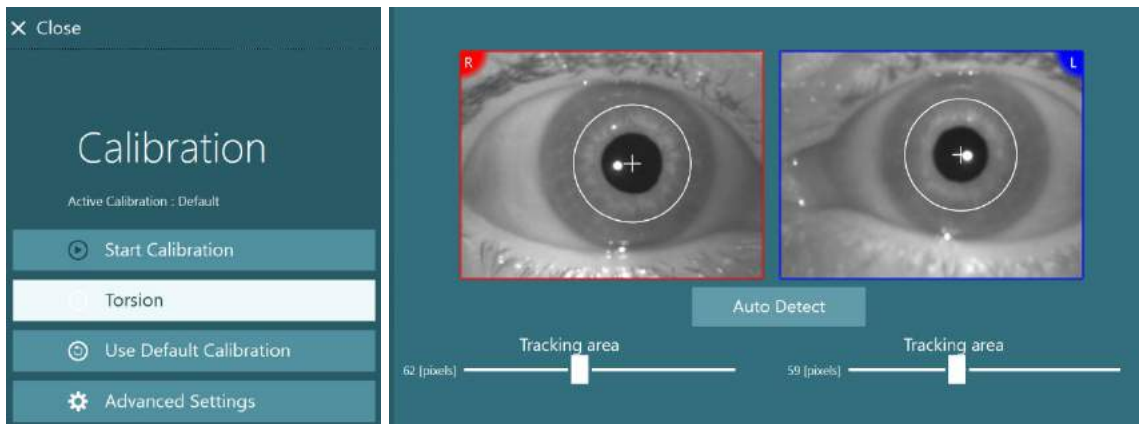 Close
Calibration
Active Calibration : Default
Start Calibration
Torsion
Use Default Calibration
Advanced Settings
R
L
Auto Detect
Tracking area
62 [pixels]
Tracking area
59 [pixels]